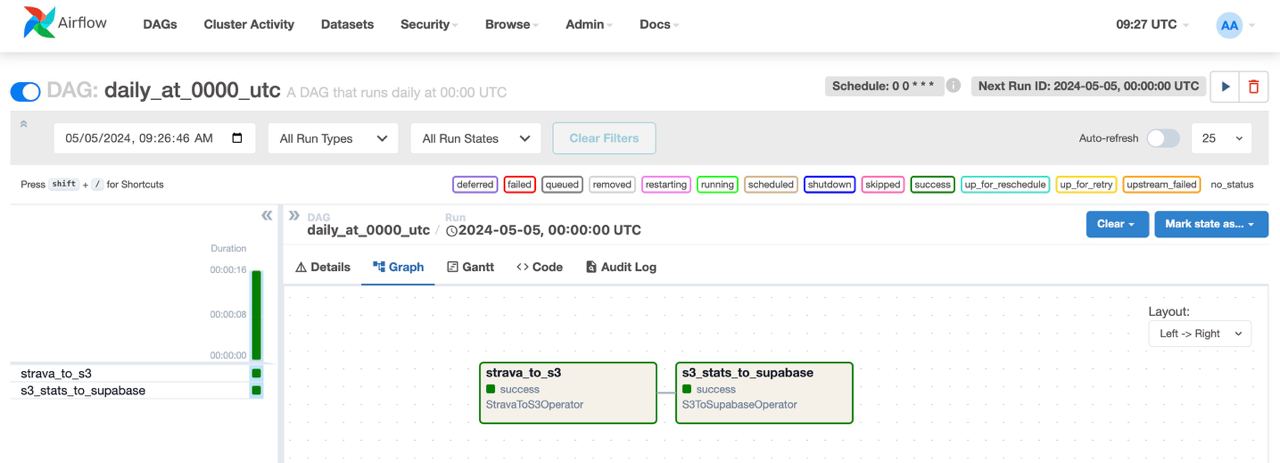 Airflow DAGs Cluster Activity Datasets Security Browse Admin Docs 09:27 UTC AA
DAG: daily_at_0000_utc A DAG that runs daily at 00:00 UTC Schedule: 0 0 * * * i Next Run ID: 2024-05-05, 00:00:00 UTC
05/05/2024, 09:26:46 AM All Run Types All Run States Clear Filters Auto-refresh 25
Press shift + / for Shortcuts deferred failed queued removed restarting running scheduled shutdown skipped success up_for_reschedule up_for_retry upstream_failed no_status
DAG Run
daily_at_0000_utc / 2024-05-05, 00:00:00 UTC Clear Mark state as...
Duration
00:00:16
00:00:08
00:00:00
strava_to_s3
s3_stats_to_supabase
Details Graph Gantt Code Audit Log
Layout:
Left -> Right
strava_to_s3
success
StravaToS3Operator
s3_stats_to_supabase
success
S3ToSupabaseOperator